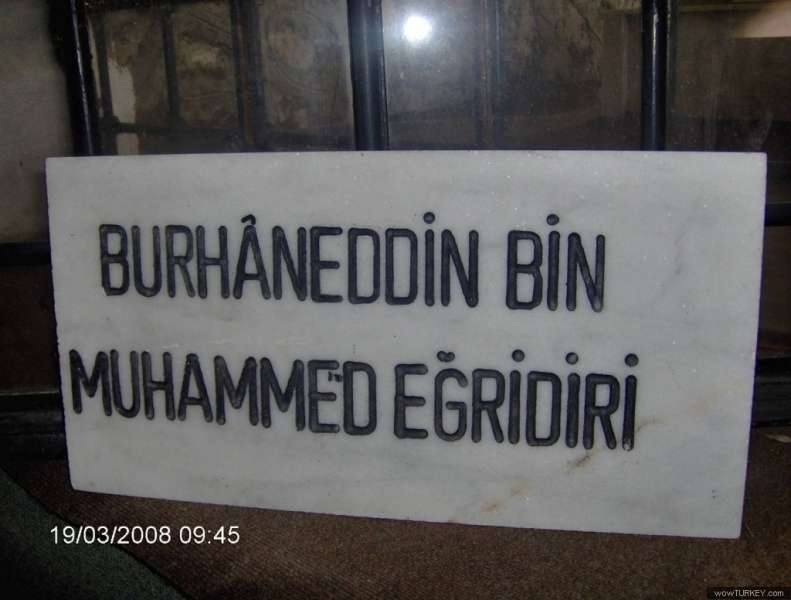 BURHÂNEDDİN BİN
MUHAMMED EĞRİDİRİ
19/03/2008 09:45
wowTURKEY.com